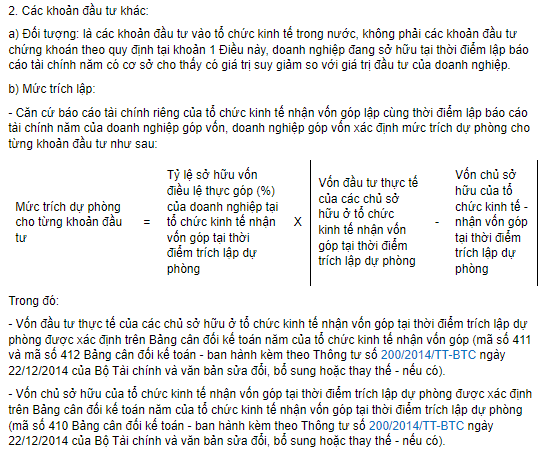 2. Các khoản đầu tư khác:
a) Đối tượng: là các khoản đầu tư vào tổ chức kinh tế trong nước, không phải các khoản đầu tư
chứng khoán theo quy định tại khoản 1 Điều này, doanh nghiệp đang sở hữu tại thời điểm lập báo
cáo tài chính năm có cơ sở cho thấy có giá trị suy giảm so với giá trị đầu tư của doanh nghiệp.
b) Mức trích lập:
- Căn cứ báo cáo tài chính riêng của tổ chức kinh tế nhận vốn góp lập cùng thời điểm lập báo cáo
tài chính năm của doanh nghiệp góp vốn, doanh nghiệp góp vốn xác định mức trích dự phòng cho
từng khoản đầu tư như sau:
Mức trích dự phòng
cho từng khoản đầu
tư
=
Tỷ lệ sở hữu vốn
điều lệ thực góp (%)
của doanh nghiệp tại
tổ chức kinh tế nhận
vốn góp tại thời
điểm trích lập dự
phòng
X
Vốn đầu tư thực tế
của các chủ sở
hữu ở tổ chức
kinh tế nhận vốn
góp tại thời điểm
trích lập dự phòng
-
Vốn chủ sở
hữu của tổ
chức kinh tế
nhận vốn góp
tại thời điểm
trích lập dự
phòng
Trong đó:
- Vốn đầu tư thực tế của các chủ sở hữu ở tổ chức kinh tế nhận vốn góp tại thời điểm trích lập dự
phòng được xác định trên Bảng cân đối kế toán năm của tổ chức kinh tế nhận vốn góp (mã số 411
và mã số 412 Bảng cân đối kế toán - ban hành kèm theo Thông tư số 200/2014/TT-BTC ngày
22/12/2014 của Bộ Tài chính và văn bản sửa đổi, bổ sung hoặc thay thế - nếu có).
- Vốn chủ sở hữu của tổ chức kinh tế nhận vốn góp tại thời điểm trích lập dự phòng được xác định
trên Bảng cân đối kế toán năm của tổ chức kinh tế nhận vốn góp tại thời điểm trích lập dự phòng
(mã số 410 Bảng cân đối kế toán - ban hành kèm theo Thông tư số 200/2014/TT-BTC ngày
22/12/2014 của Bộ Tài chính và văn bản sửa đổi, bổ sung hoặc thay thế - nếu có).